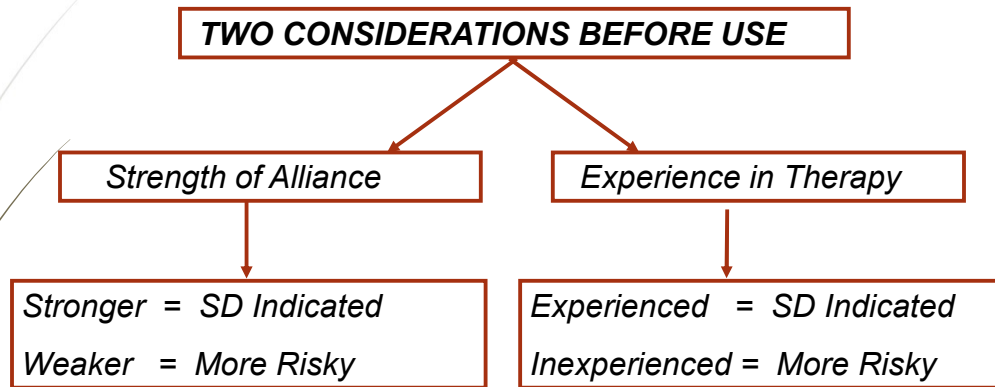 TWO CONSIDERATIONS BEFORE USE
Strength of Alliance
Experience in Therapy
Stronger = SD Indicated
Weaker = More Risky
Experienced = SD Indicated
Inexperienced = More Risky